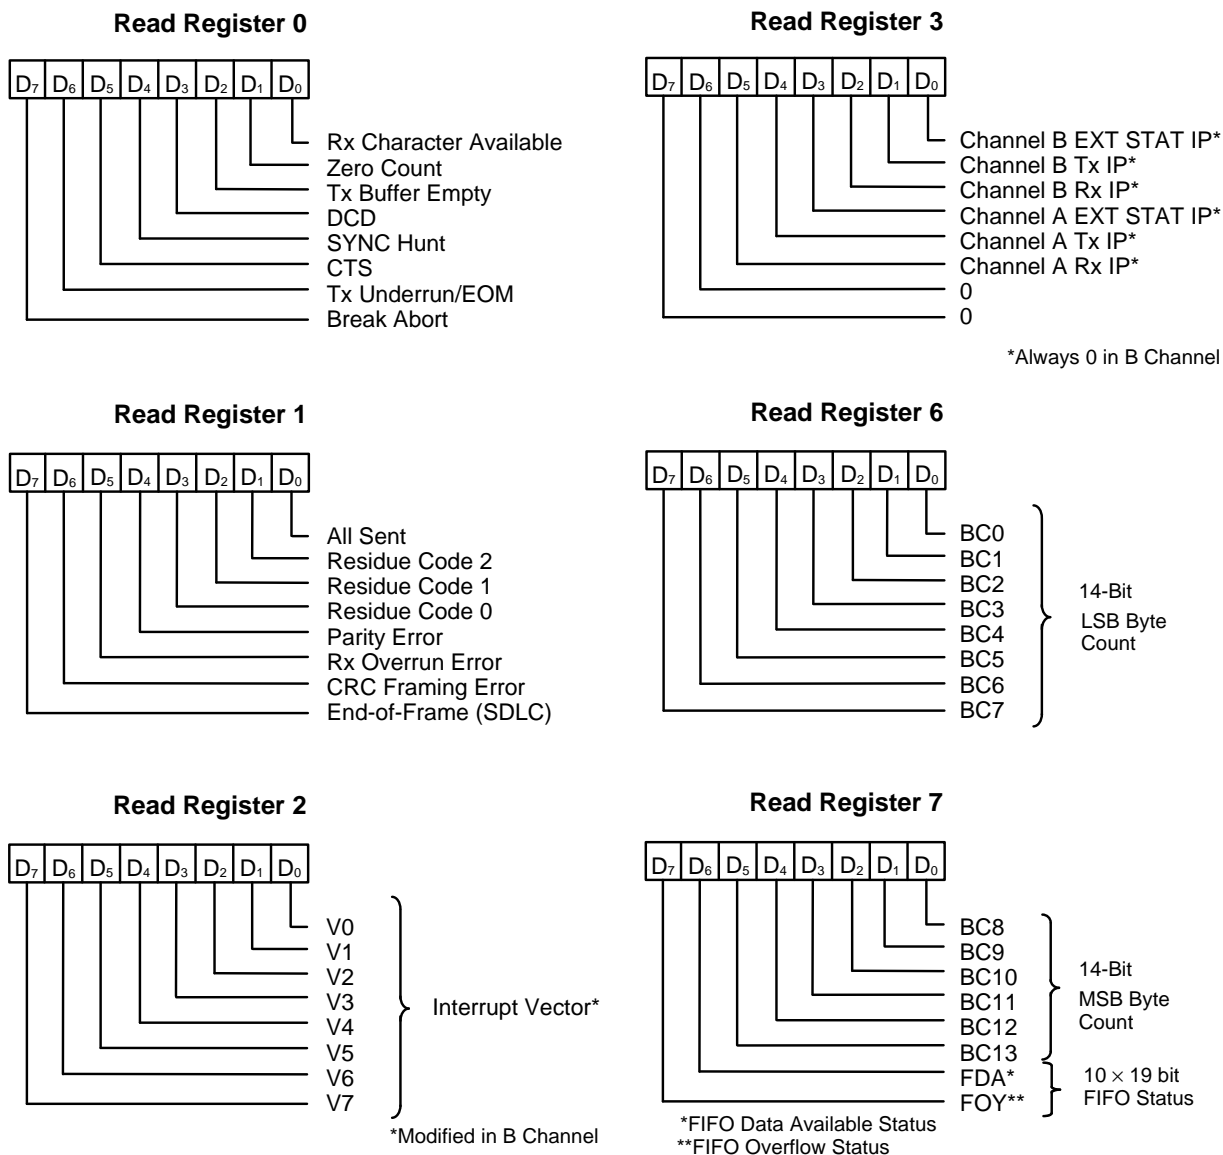 Read Register 0
D7 D6 D5 D4 D3 D2 D1 D0
Rx Character Available
Zero Count
Tx Buffer Empty
DCD
SYNC Hunt
CTS
Tx Underrun/EOM
Break Abort
Read Register 3
D7 D6 D5 D4 D3 D2 D1 D0
Channel B EXT STAT IP*
Channel B Tx IP*
Channel B Rx IP*
Channel A EXT STAT IP*
Channel A Tx IP*
Channel A Rx IP*
0
0
*Always 0 in B Channel
Read Register 1
D7 D6 D5 D4 D3 D2 D1 D0
All Sent
Residue Code 2
Residue Code 1
Residue Code 0
Parity Error
Rx Overrun Error
CRC Framing Error
End-of-Frame (SDLC)
Read Register 6
D7 D6 D5 D4 D3 D2 D1 D0
BC0
BC1
BC2
BC3
BC4
BC5
BC6
BC7
14-Bit
LSB Byte
Count
Read Register 2
D7 D6 D5 D4 D3 D2 D1 D0
V0
V1
V2
V3
V4
V5
V6
V7
Interrupt Vector*
*Modified in B Channel
Read Register 7
D7 D6 D5 D4 D3 D2 D1 D0
BC8
BC9
BC10
BC11
BC12
BC13
FDA*
FOY**
14-Bit
MSB Byte
Count
10 × 19 bit
FIFO Status
*FIFO Data Available Status
**FIFO Overflow Status